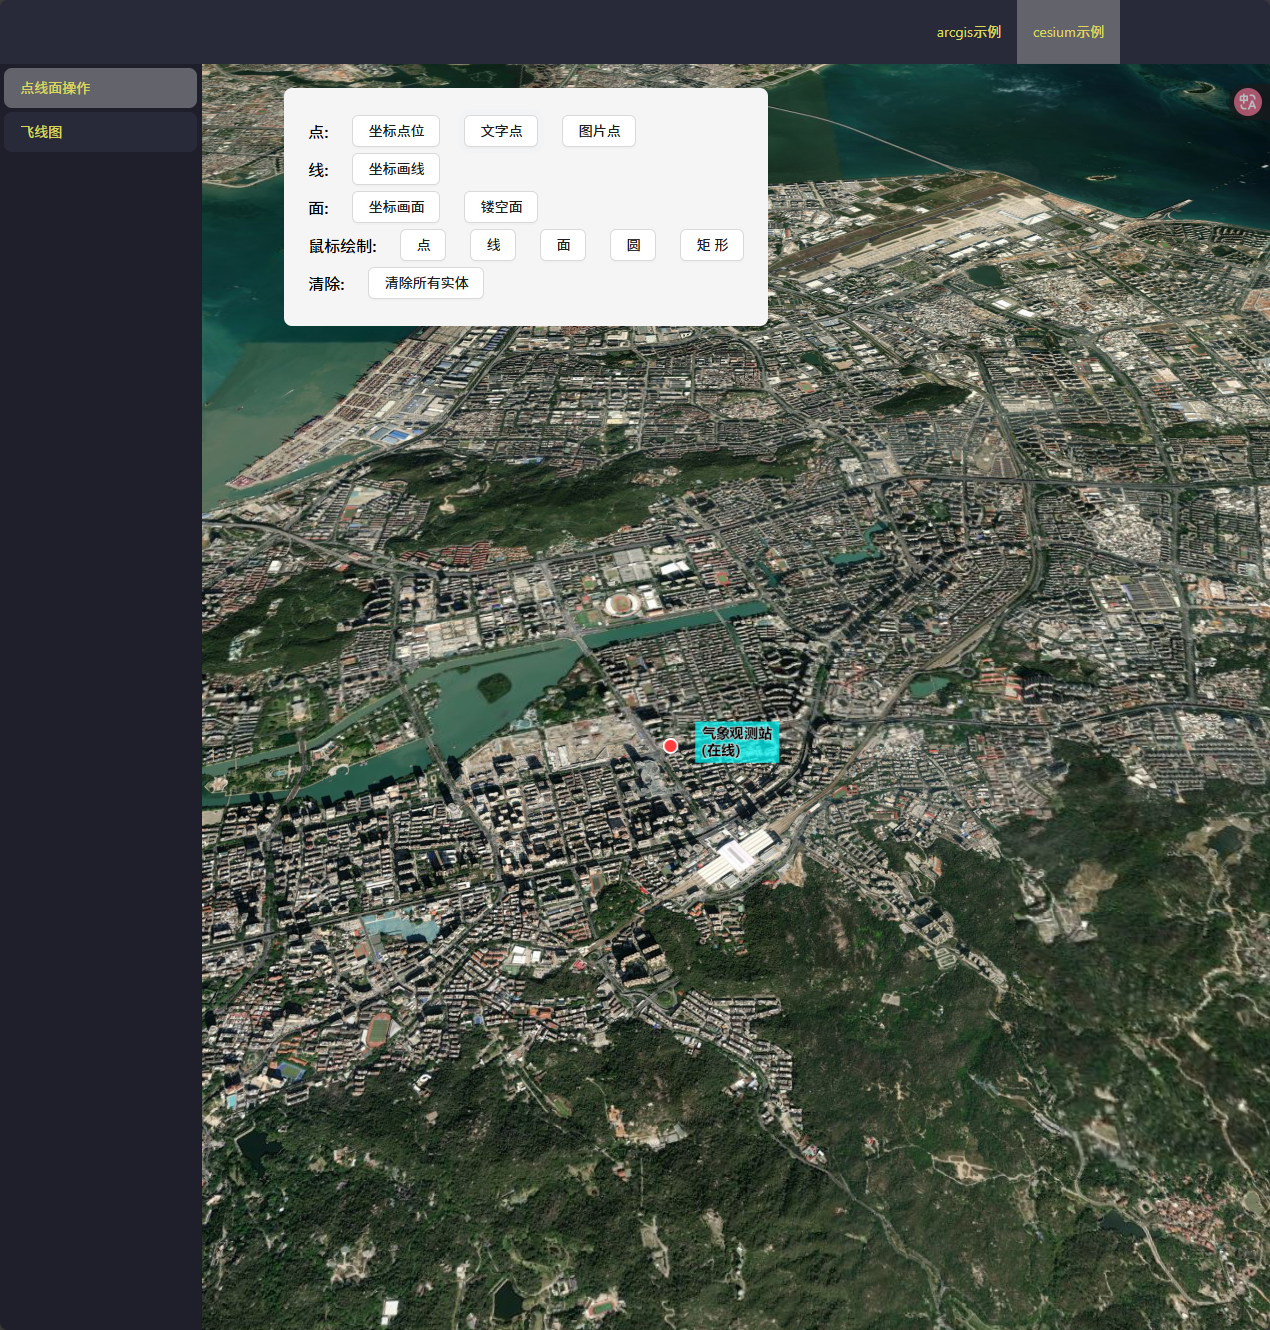 arcgis示例
cesium示例
点线面操作
飞线图
点:
坐标点位
文字点
图片点
线:
坐标画线
面:
坐标画面
镂空面
鼠标绘制:
点
线
面
圆
矩 形
清除:
清除所有实体
中A
气象观测站
(在线)